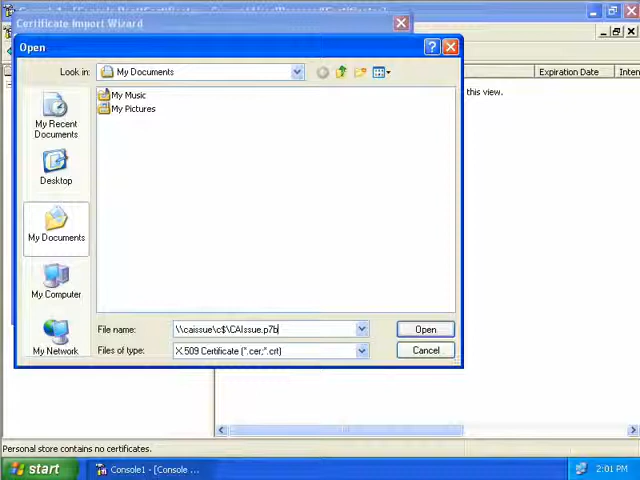 Certificate Import Wizard
Open
Look in:
My Documents
My Music
My Pictures
My Recent
Documents
Desktop
My Documents
My Computer
My Network
File name:
\\caissue\c$\CAIssue.p7b
Open
Files of type:
X.509 Certificate (*.cer;*.crt)
Cancel
Expiration Date
Inten
this view.
Personal store contains no certificates.
start
Console1 - [Console ...
2:01 PM